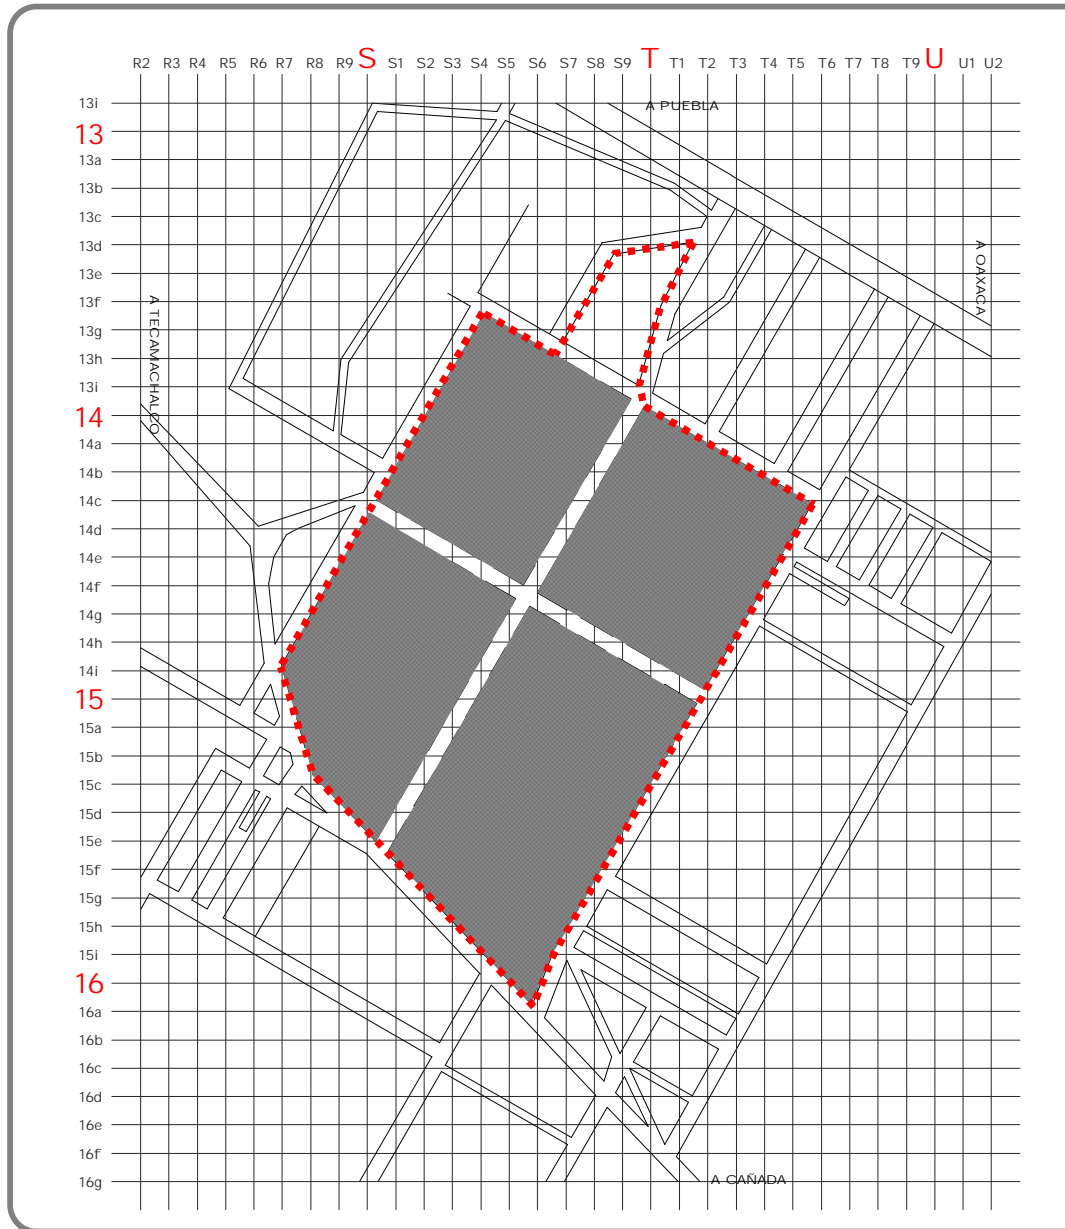 R2 R3 R4 R5 R6 R7 R8 R9 S S1 S2 S3 S4 S5 S6 S7 S8 S9 T T1 T2 T3 T4 T5 T6 T7 T8 T9 U U1 U2
13i
A PUEBLA
13
13a
13b
13c
13d
A OAXACA
13e
A TECAMACHALCO
13f
13g
13h
13i
14
14a
14b
14c
14d
14e
14f
14g
14h
14i
15
15a
15b
15c
15d
15e
15f
15g
15h
15i
16
16a
16b
16c
16d
16e
16f
A CAÑADA
16g